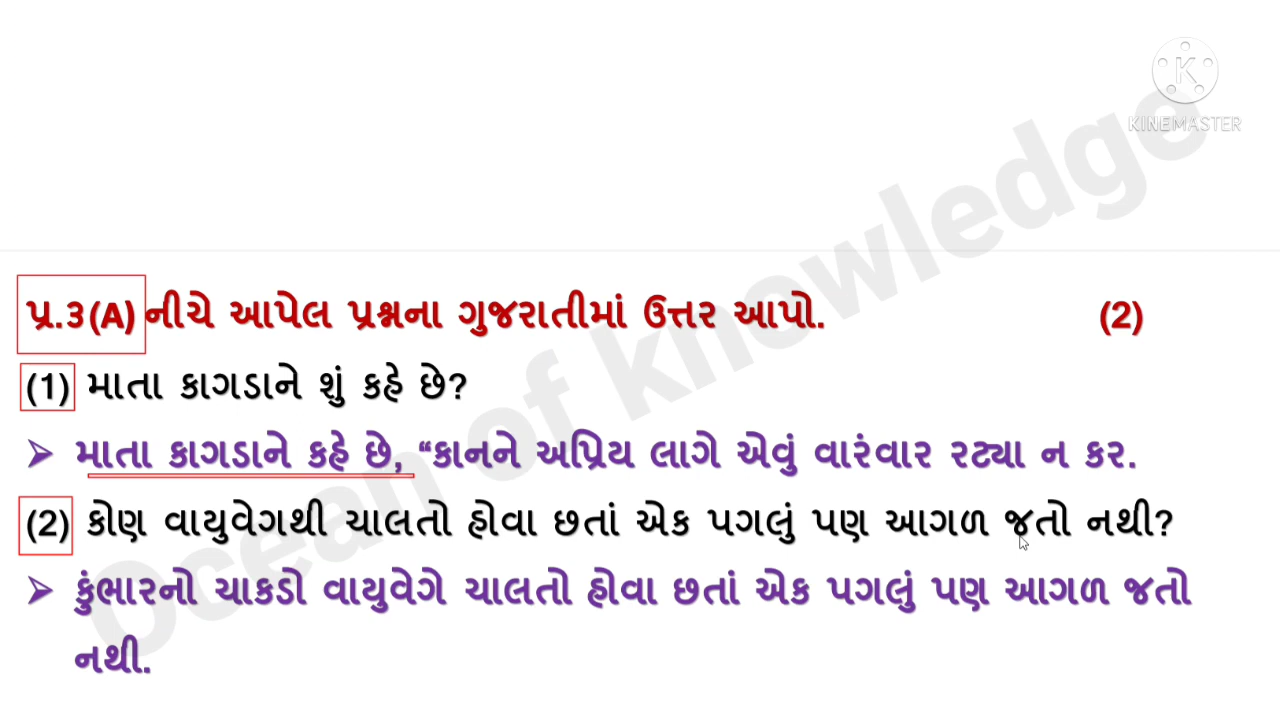 KINEMASTER
Ocean of knowledge
પ્ર.૩(A) નીચે આપેલ પ્રશ્નના ગુજરાતીમાં ઉત્તર આપો. (2)
(1) માતા કાગડાને શું કહે છે?
➢ માતા કાગડાને કહે છે, “કાનને અપ્રિય લાગે એવું વારંવાર રટ્યા ન કર.
(2) કોણ વાયુવેગથી ચાલતો હોવા છતાં એક પગલું પણ આગળ જતો નથી?
➢ કુંભારનો ચાકડો વાયુવેગે ચાલતો હોવા છતાં એક પગલું પણ આગળ જતો
નથી.